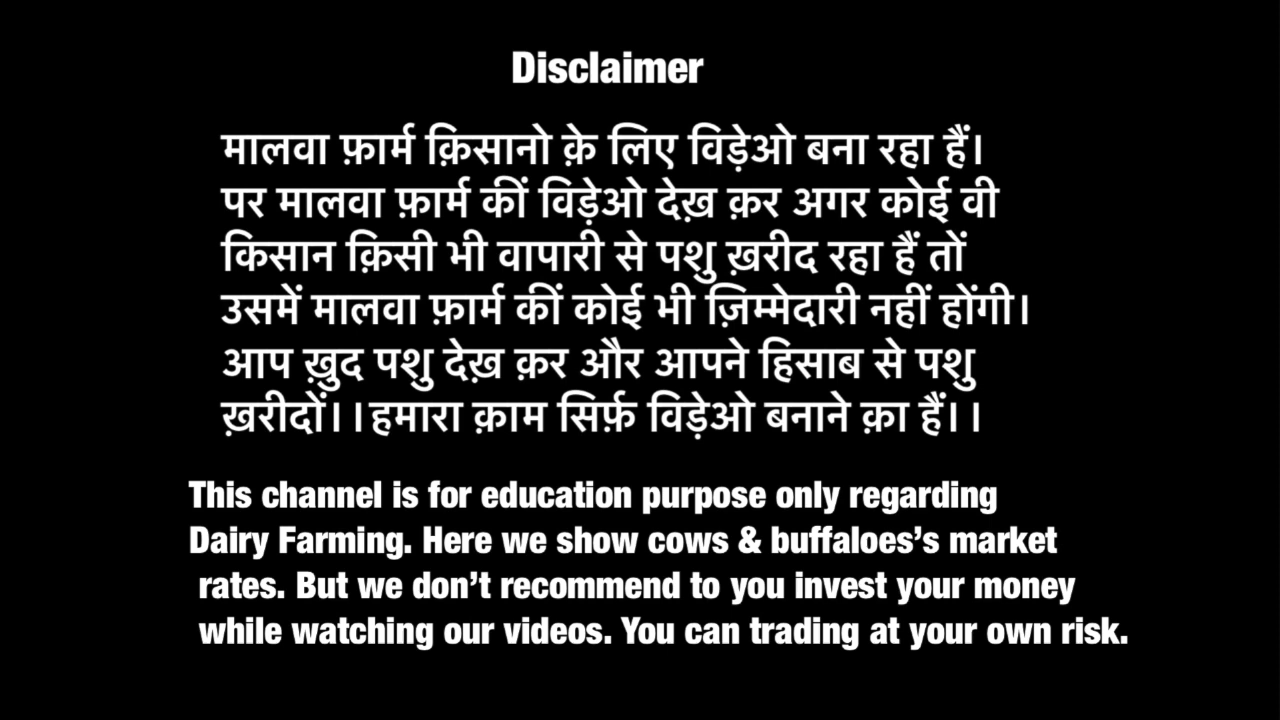 Disclaimer
मालवा फ़ार्म क़िसानो क़े लिए विड़ेओ बना रहा हैं।
पर मालवा फ़ार्म कीं विड़ेओ देख़ क़र अगर कोई वी
किसान क़िसी भी वापारी से पशु ख़रीद रहा हैं तों
उसमें मालवा फ़ार्म कीं कोई भी ज़िम्मेदारी नहीं होंगी।
आप ख़ुद पशु देख़ क़र और आपने हिसाब से पशु
ख़रीदों।।हमारा क़ाम सिर्फ़ विड़ेओ बनाने क़ा हैं।।
This channel is for education purpose only regarding
Dairy Farming. Here we show cows & buffaloes’s market
rates. But we don’t recommend to you invest your money
while watching our videos. You can trading at your own risk.